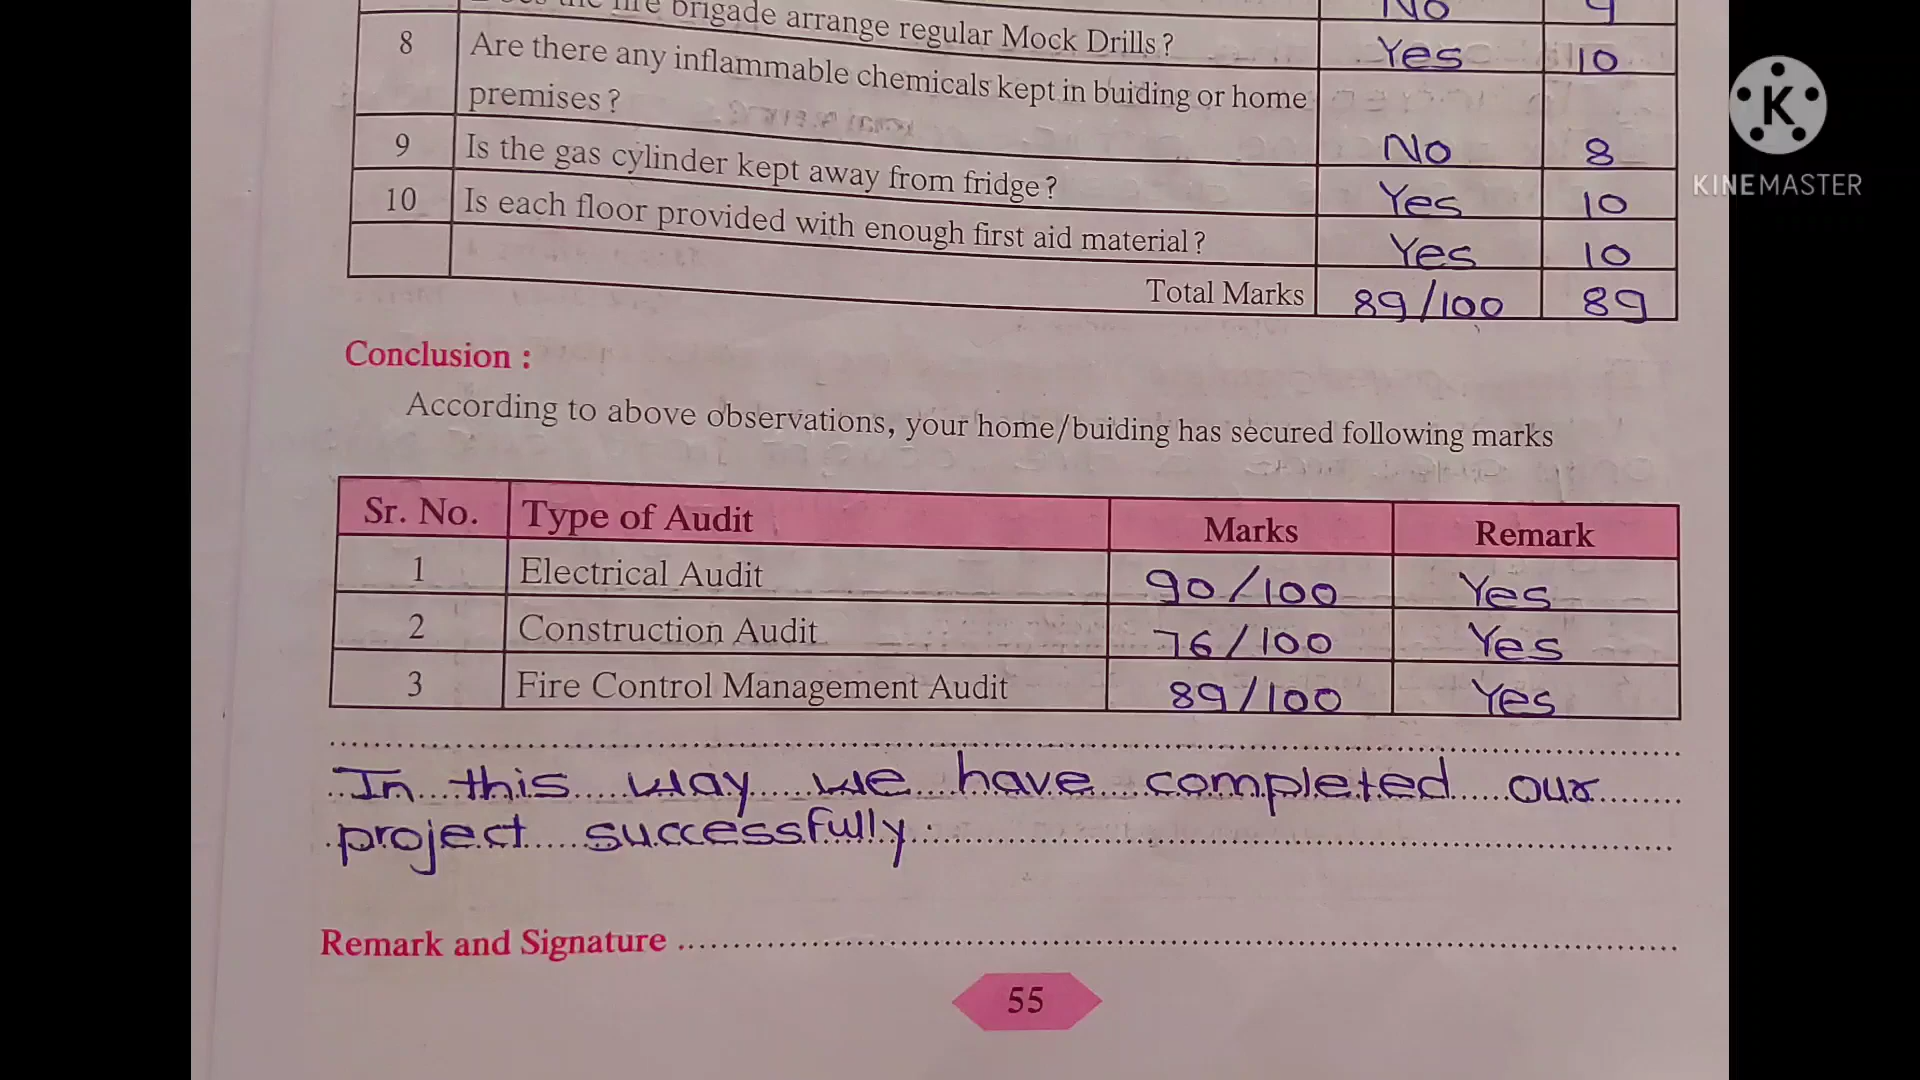 the fire brigade arrange regular Mock Drills?
No
8 Are there any inflammable chemicals kept in buiding or home Yes 10
premises?
No 8
9 Is the gas cylinder kept away from fridge? Yes 10
10 Is each floor provided with enough first aid material? Yes 10
Total Marks 89/100 89
K
KINEMASTER
Conclusion :
According to above observations, your home/buiding has secured following marks
Sr. No. Type of Audit Marks Remark
1 Electrical Audit 90/100 Yes
2 Construction Audit 76/100 Yes
3 Fire Control Management Audit 89/100 Yes
In this way we have completed our
project successfully.
Remark and Signature
55